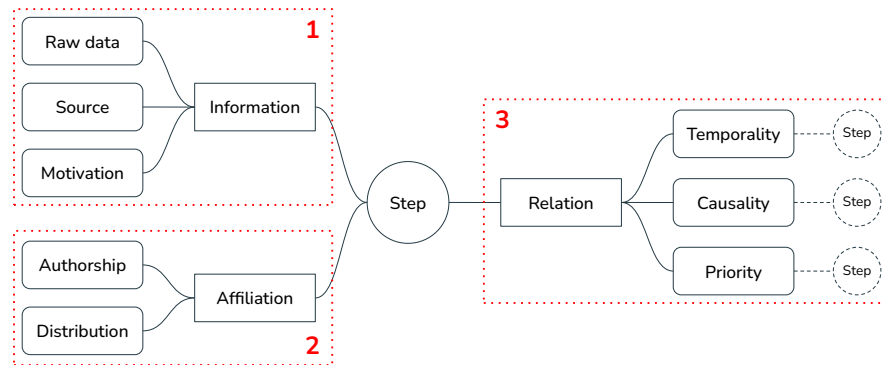 1
Raw data
Source
Information
Motivation
2
Authorship
Affiliation
Distribution
Step
3
Relation
Temporality
Step
Causality
Step
Priority
Step